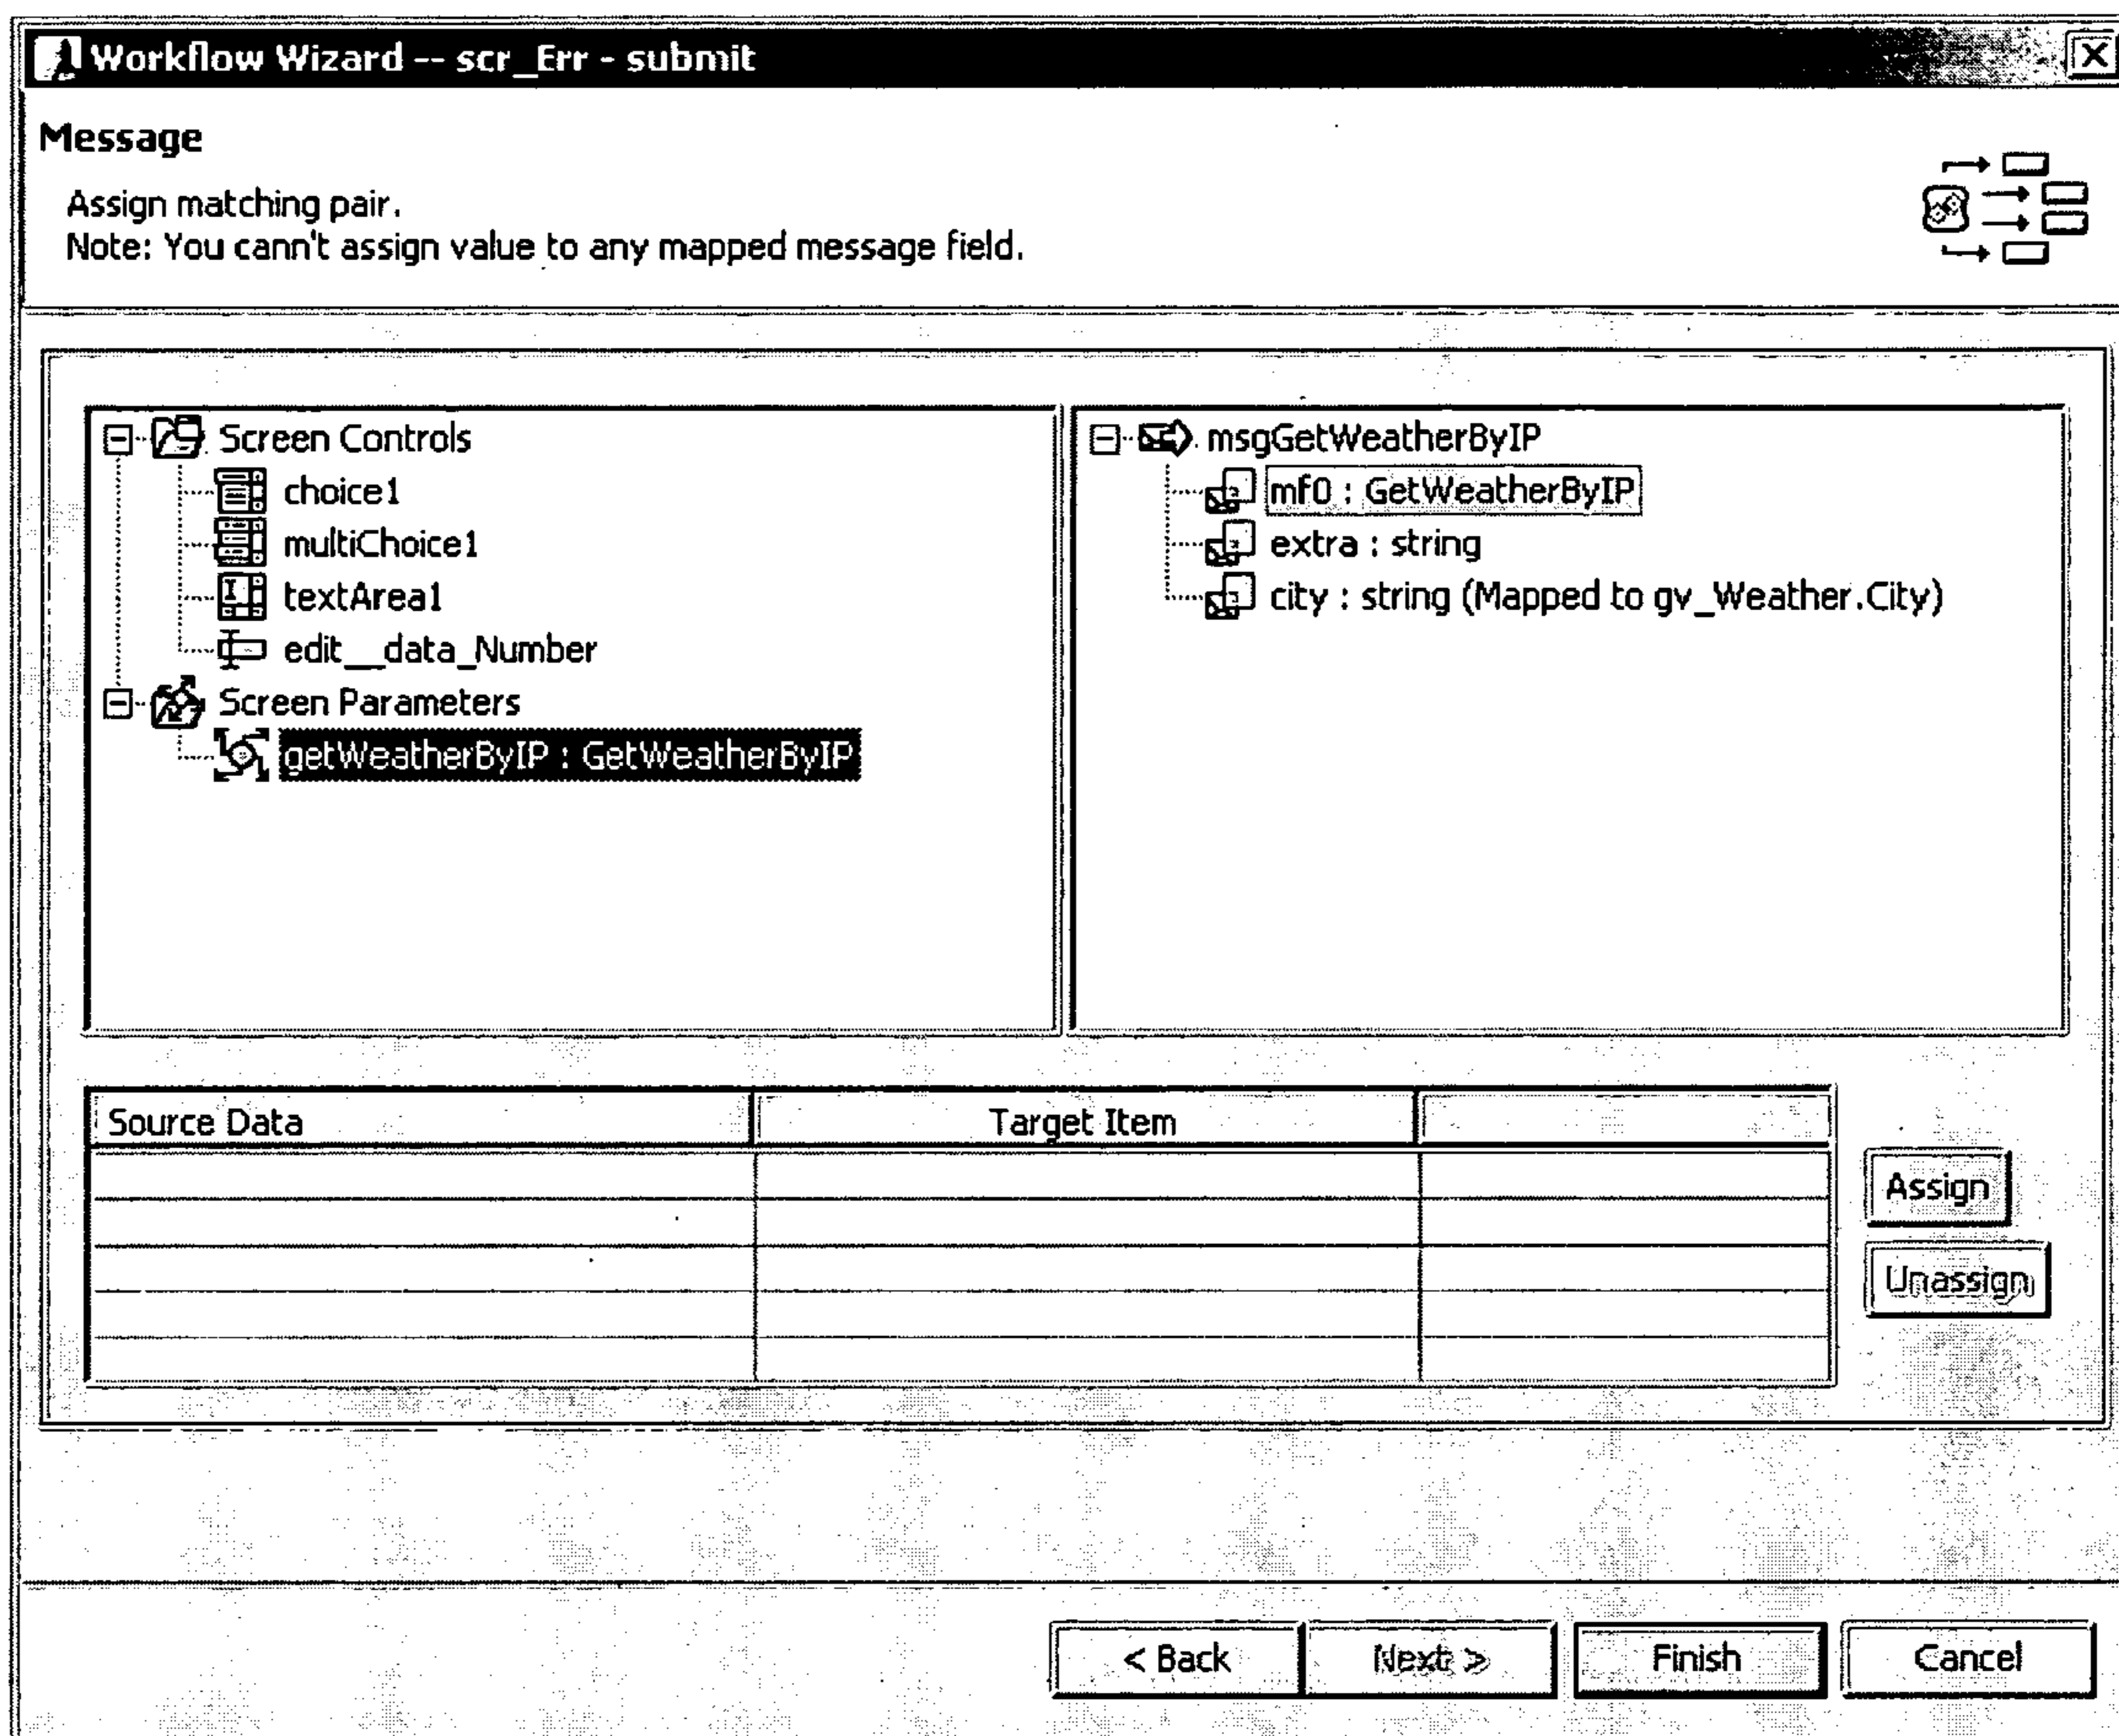 Workflow Wizard -- scr_Err - submit
Message
Assign matching pair.
Note: You cann't assign value to any mapped message field.
Screen Controls
choice1
multiChoice1
textArea1
edit__data_Number
Screen Parameters
getWeatherByIP : GetWeatherByIP
msgGetWeatherByIP
mf0 : GetWeatherByIP
extra : string
city : string (Mapped to gv_Weather.City)
Source Data Target Item
Assign
Unassign
< Back Next > Finish Cancel